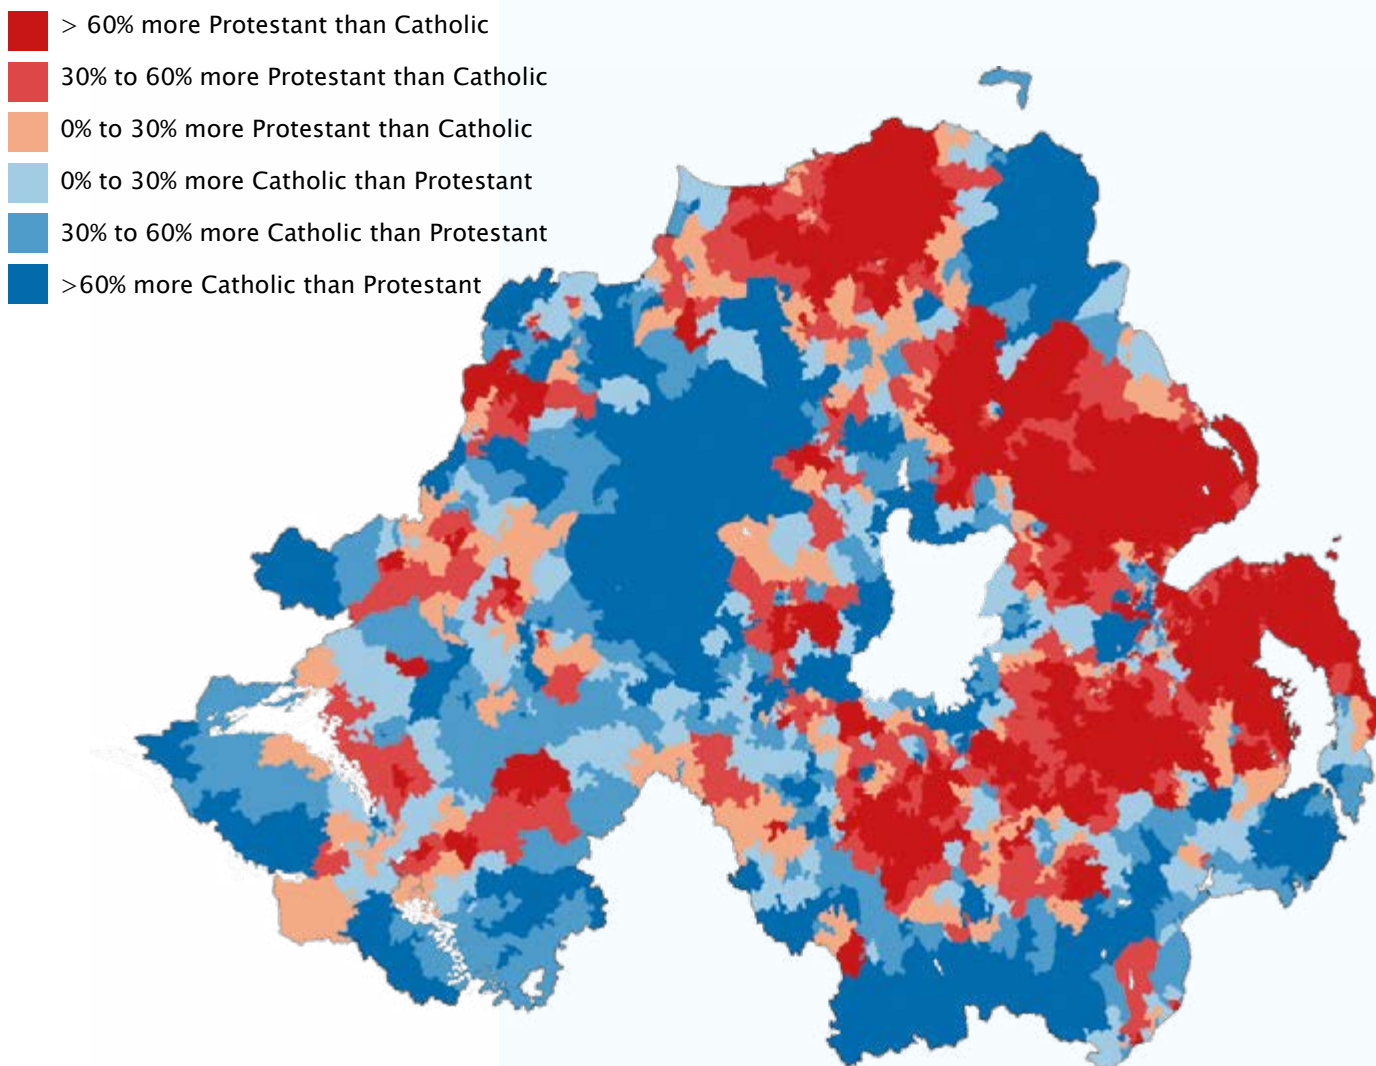 > 60% more Protestant than Catholic
30% to 60% more Protestant than Catholic
0% to 30% more Protestant than Catholic
0% to 30% more Catholic than Protestant
30% to 60% more Catholic than Protestant
>60% more Catholic than Protestant